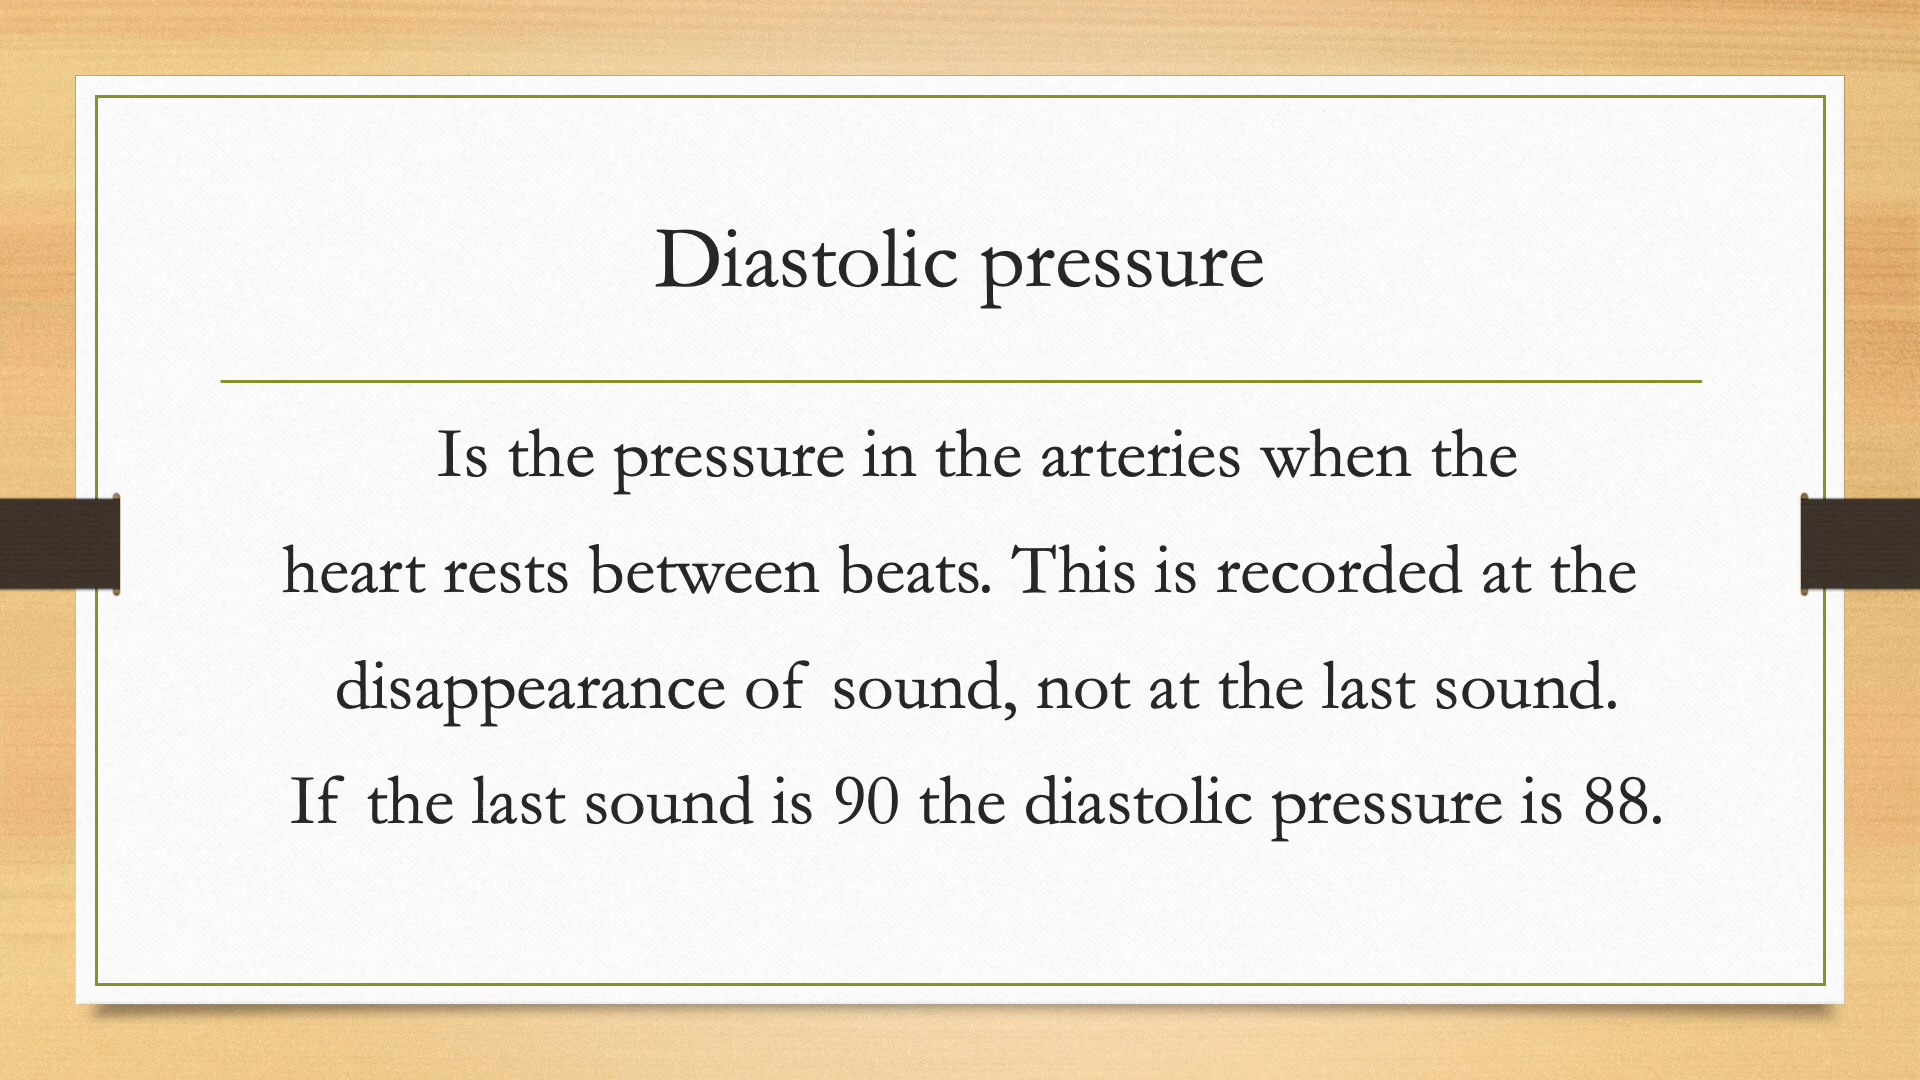 Diastolic pressure
Is the pressure in the arteries when the
heart rests between beats. This is recorded at the
disappearance of sound, not at the last sound.
If the last sound is 90 the diastolic pressure is 88.